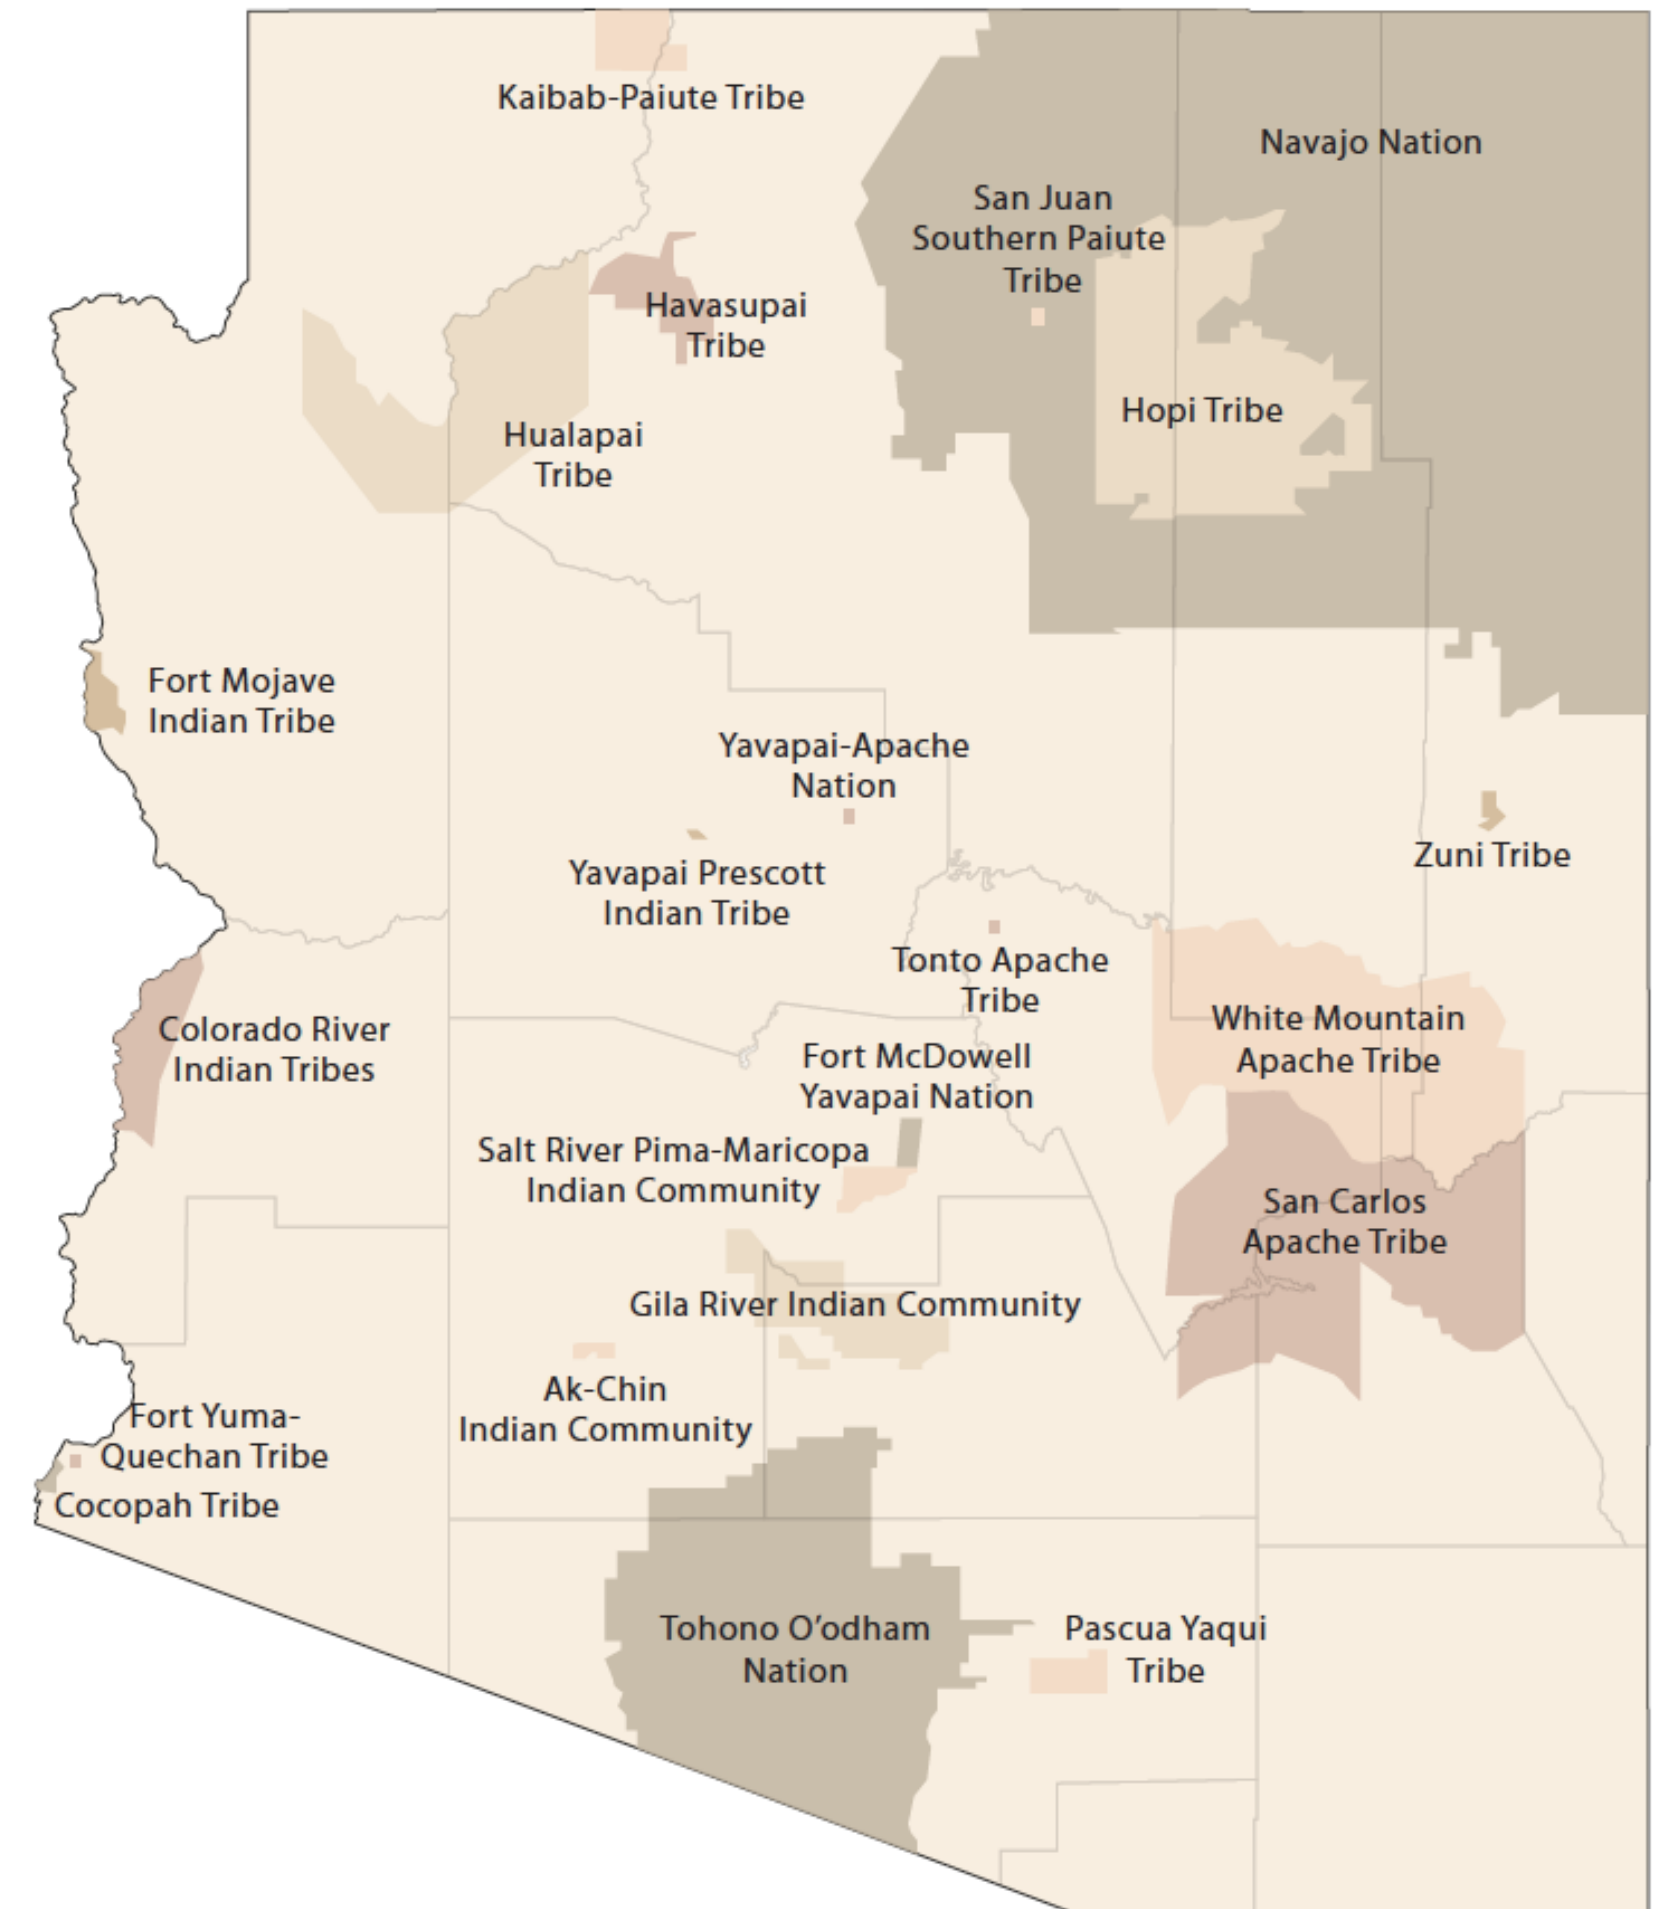 Kaibab-Paiute Tribe
Navajo Nation
San Juan
Southern Paiute
Tribe
Havasupai
Tribe
Hopi Tribe
Hualapai
Tribe
Fort Mojave
Indian Tribe
Yavapai-Apache
Nation
Zuni Tribe
Yavapai Prescott
Indian Tribe
Tonto Apache
Tribe
White Mountain
Apache Tribe
Colorado River
Indian Tribes
Fort McDowell
Yavapai Nation
Salt River Pima-Maricopa
Indian Community
San Carlos
Apache Tribe
Gila River Indian Community
Ak-Chin
Indian Community
Fort Yuma-
Quechan Tribe
Cocopah Tribe
Tohono O’odham
Nation
Pascua Yaqui
Tribe